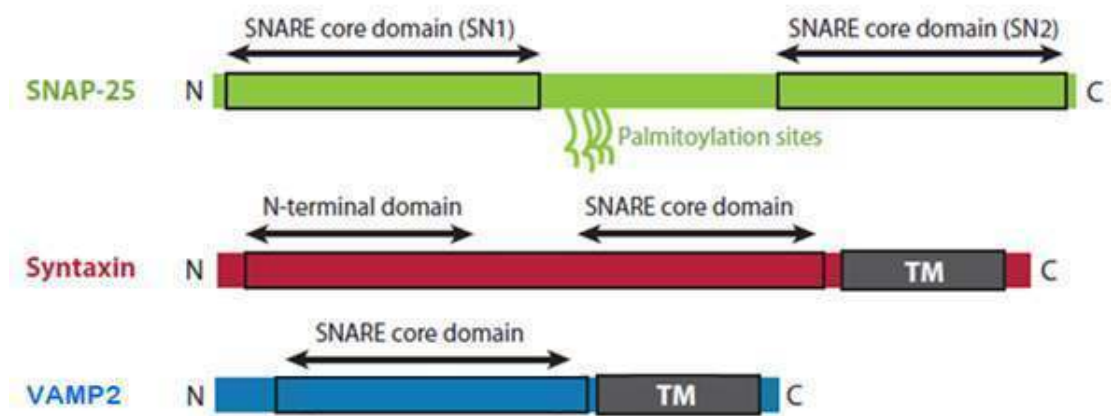 SNARE core domain (SN1) SNARE core domain (SN2)
SNAP-25 N C
Palmitoylation sites
N-terminal domain SNARE core domain
Syntaxin N TM C
SNARE core domain
VAMP2 N TM C